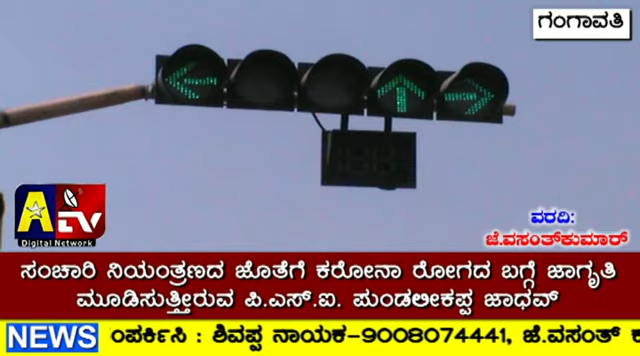 ಗಂಗಾವತಿ
A tv
Digital Network
ವರದಿ:
ಜೆ.ವಸಂತ್‌ಕುಮಾರ್
ಸಂಚಾರಿ ನಿಯಂತ್ರಣದ ಜೊತೆಗೆ ಕರೋನಾ ರೋಗದ ಬಗ್ಗೆ ಜಾಗೃತಿ
ಮೂಡಿಸುತ್ತೀರುವ ಪಿ.ಎಸ್.ಐ. ಪುಂಡಲೀಕಪ್ಪ ಜಾಧವ್
NEWS ಂಪರ್ಕಿಸಿ : ಶಿವಪ್ಪ ನಾಯಕ-9008074441, ಜೆ.ವಸಂತ್